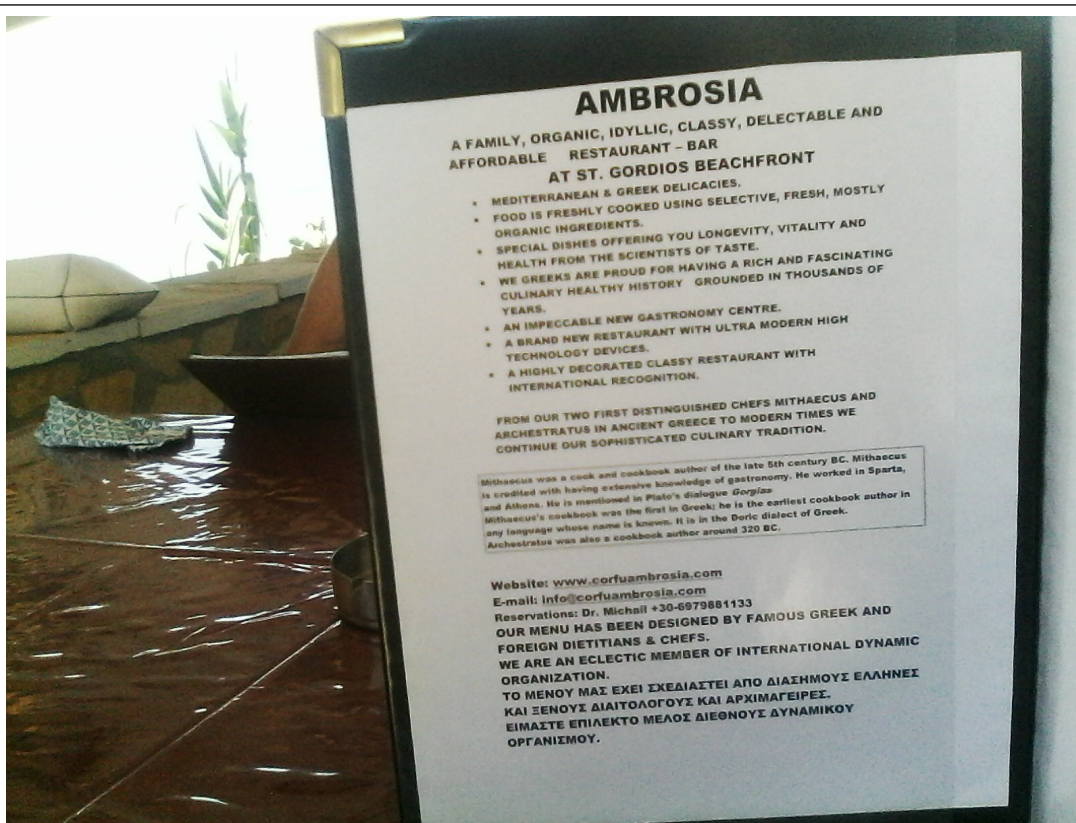 AMBROSIA
A FAMILY, ORGANIC, IDYLLIC, CLASSY, DELECTABLE AND
AFFORDABLE RESTAURANT – BAR
AT ST. GORDIOS BEACHFRONT
• MEDITERRANEAN & GREEK DELICACIES.
• FOOD IS FRESHLY COOKED USING SELECTIVE, FRESH, MOSTLY
ORGANIC INGREDIENTS.
• SPECIAL DISHES OFFERING YOU LONGEVITY, VITALITY AND
HEALTH FROM THE SCIENTISTS OF TASTE.
• WE GREEKS ARE PROUD FOR HAVING A RICH AND FASCINATING
CULINARY HEALTHY HISTORY GROUNDED IN THOUSANDS OF
YEARS.
• AN IMPECCABLE NEW GASTRONOMY CENTRE.
• A BRAND NEW RESTAURANT WITH ULTRA MODERN HIGH
TECHNOLOGY DEVICES.
• A HIGHLY DECORATED CLASSY RESTAURANT WITH
INTERNATIONAL RECOGNITION.
FROM OUR TWO FIRST DISTINGUISHED CHEFS MITHAECUS AND
ARCHESTRATUS IN ANCIENT GREECE TO MODERN TIMES WE
CONTINUE OUR SOPHISTICATED CULINARY TRADITION.
Mithaecus was a cook and cookbook author of the late 5th century BC. Mithaecus
is credited with having extensive knowledge of gastronomy. He worked in Sparta,
and Athens. He is mentioned in Plato's dialogue Gorgias
Mithaecus's cookbook was the first in Greek; he is the earliest cookbook author in
any language whose name is known. It is in the Doric dialect of Greek.
Archestratus was also a cookbook author around 320 BC.
Website: www.corfuambrosia.com
E-mail: info@corfuambrosia.com
Reservations: Dr. Michail +30-6979881133
OUR MENU HAS BEEN DESIGNED BY FAMOUS GREEK AND
FOREIGN DIETITIANS & CHEFS.
WE ARE AN ECLECTIC MEMBER OF INTERNATIONAL DYNAMIC
ORGANIZATION.
ΤΟ ΜΕΝΟΥ ΜΑΣ ΕΧΕΙ ΣΧΕΔΙΑΣΤΕΙ ΑΠΟ ΔΙΑΣΗΜΟΥΣ ΕΛΛΗΝΕΣ
ΚΑΙ ΞΕΝΟΥΣ ΔΙΑΙΤΟΛΟΓΟΥΣ ΚΑΙ ΑΡΧΙΜΑΓΕΙΡΕΣ.
ΕΙΜΑΣΤΕ ΕΠΙΛΕΚΤΟ ΜΕΛΟΣ ΔΙΕΘΝΟΥΣ ΔΥΝΑΜΙΚΟΥ
ΟΡΓΑΝΙΣΜΟΥ.